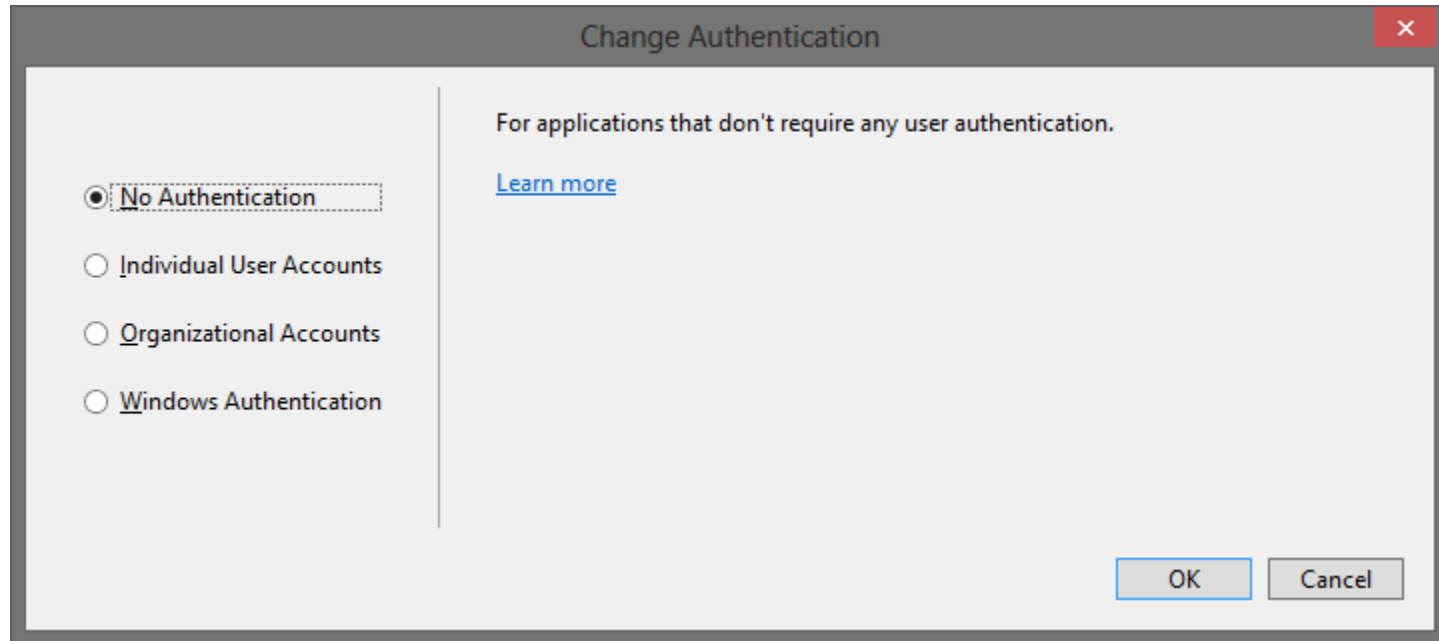 Change Authentication
For applications that don't require any user authentication.
Learn more
No Authentication
Individual User Accounts
Organizational Accounts
Windows Authentication
OK
Cancel